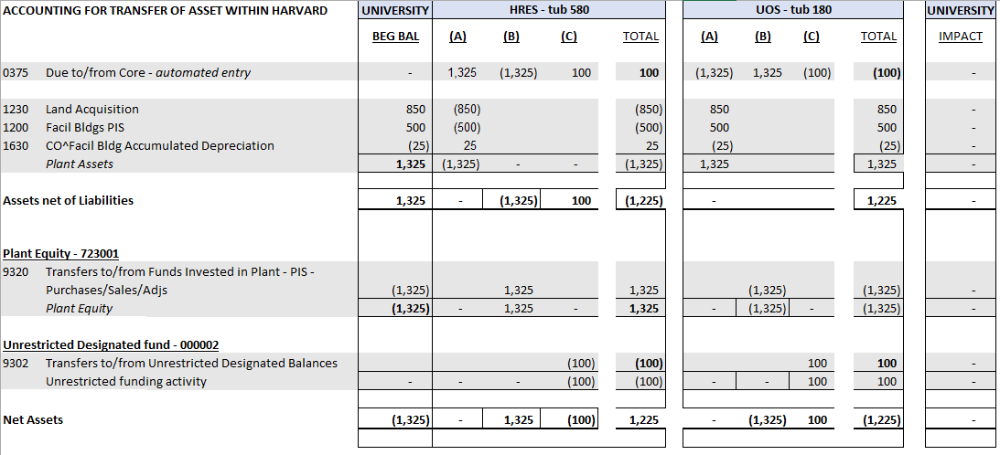 ACCOUNTING FOR TRANSFER OF ASSET WITHIN HARVARD UNIVERSITY HRES - tub 580 UOS - tub 180 UNIVERSITY
BEG BAL (A) (B) (C) TOTAL (A) (B) (C) TOTAL IMPACT
0375 Due to/from Core - automated entry - 1,325 (1,325) 100 100 (1,325) 1,325 (100) (100) -
1230 Land Acquisition 850 (850) (850) 850 850 -
1200 Facil Bldgs PIS 500 (500) (500) 500 500 -
1630 CO^Facil Bldg Accumulated Depreciation (25) 25 25 (25) (25) -
Plant Assets 1,325 (1,325) - - (1,325) 1,325 1,325 -
Assets net of Liabilities 1,325 - (1,325) 100 (1,225) - 1,225 -
Plant Equity - 723001
9320 Transfers to/from Funds Invested in Plant - PIS -
Purchases/Sales/Adjs (1,325) 1,325 1,325 (1,325) (1,325) -
Plant Equity (1,325) - 1,325 - 1,325 - (1,325) - (1,325) -
Unrestricted Designated fund - 000002
9302 Transfers to/from Unrestricted Designated Balances (100) (100) 100 100 -
Unrestricted funding activity - - - (100) (100) - - 100 100 -
Net Assets (1,325) - 1,325 (100) 1,225 - (1,325) 100 (1,225) -